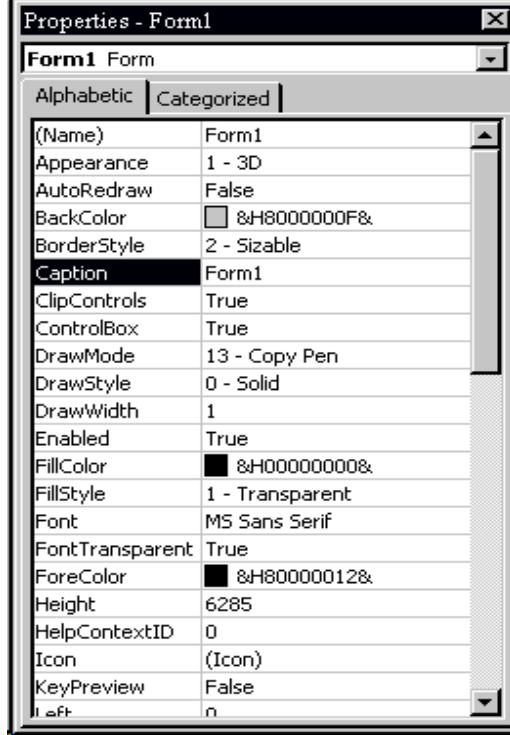 Properties - Form1
Form1 Form
Alphabetic Categorized
(Name) Form1
Appearance 1 - 3D
AutoRedraw False
BackColor &H8000000F&
BorderStyle 2 - Sizable
Caption Form1
ClipControls True
ControlBox True
DrawMode 13 - Copy Pen
DrawStyle 0 - Solid
DrawWidth 1
Enabled True
FillColor &H00000000&
FillStyle 1 - Transparent
Font MS Sans Serif
FontTransparent True
ForeColor &H80000012&
Height 6285
HelpContextID 0
Icon (Icon)
KeyPreview False
Left 0